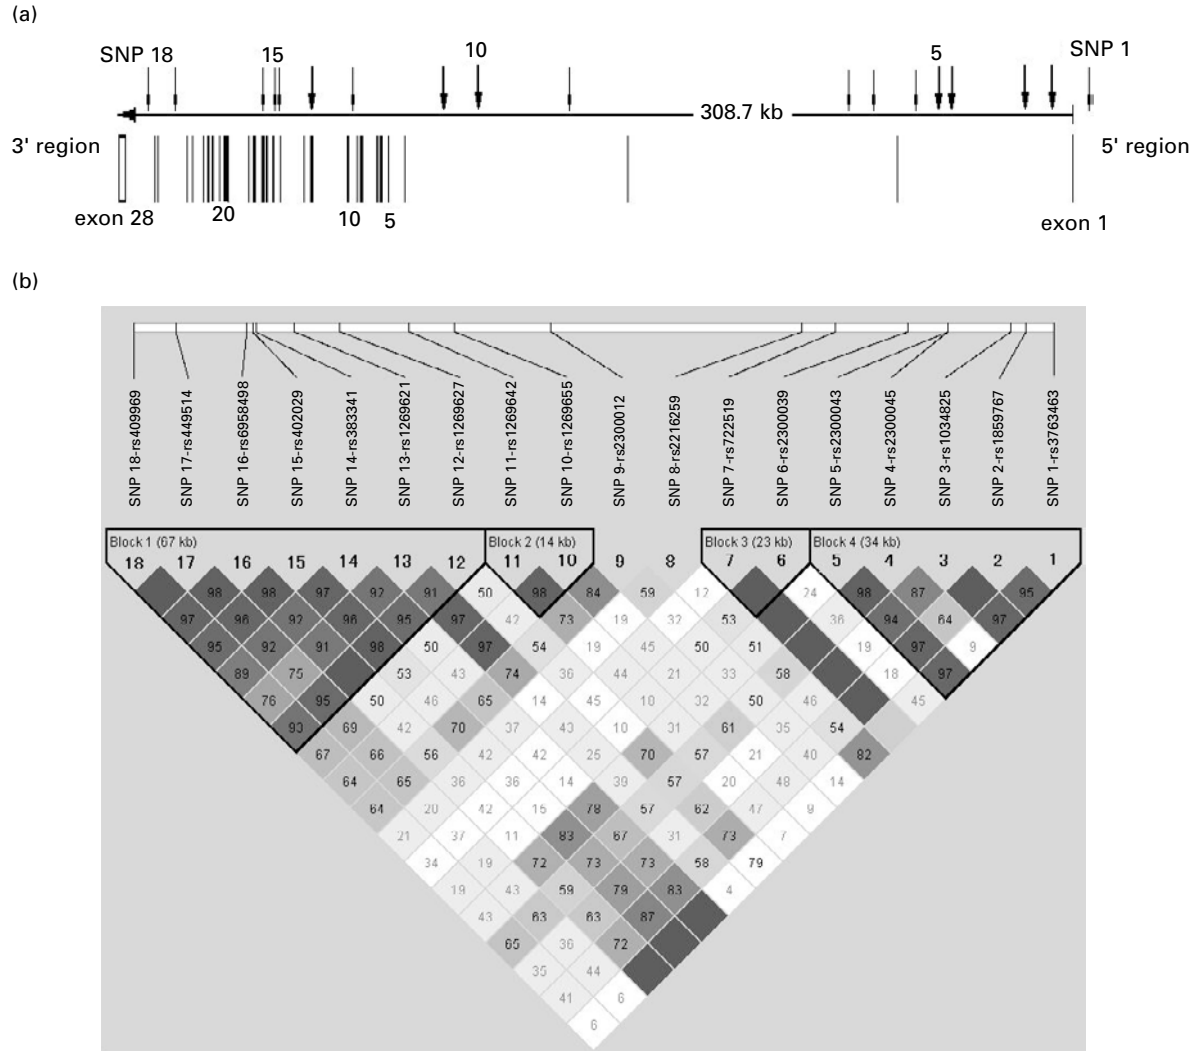 (a)
SNP 18 15 10 5 SNP 1
308.7 kb
3' region 5' region
exon 28 20 10 5 exon 1
(b)
SNP 18-rs409969
SNP 17-rs449514
SNP 16-rs6958498
SNP 15-rs402029
SNP 14-rs383341
SNP 13-rs1269621
SNP 12-rs1269627
SNP 11-rs1269642
SNP 10-rs1269655
SNP 9-rs2300012
SNP 8-rs2216259
SNP 7-rs722519
SNP 6-rs2300039
SNP 5-rs2300043
SNP 4-rs2300045
SNP 3-rs1034825
SNP 2-rs1859767
SNP 1-rs3763463
Block 1 (67 kb) Block 2 (14 kb) Block 3 (23 kb) Block 4 (34 kb)
18 17 16 15 14 13 12 11 10 9 8 7 6 5 4 3 2 1
98 98 97 92 91 50 98 84 59 12 24 98 87 95
97 96 92 96 95 97 42 73 19 32 53 36 94 64 97
95 92 91 98 50 97 54 19 45 50 51 19 97 9
89 75 53 43 74 36 44 21 33 58 18 97
76 95 50 46 65 14 45 18 32 50 46 45
93 69 42 70 37 43 10 31 61 35 54
67 66 56 42 42 25 70 57 21 40 82
64 65 36 36 14 39 57 20 48 14
64 20 42 15 78 57 62 47 9
21 37 11 83 67 31 73 7
34 19 72 73 73 58 79
19 43 59 79 83 4
43 63 63 87
65 36 72
35 44
41 6
6